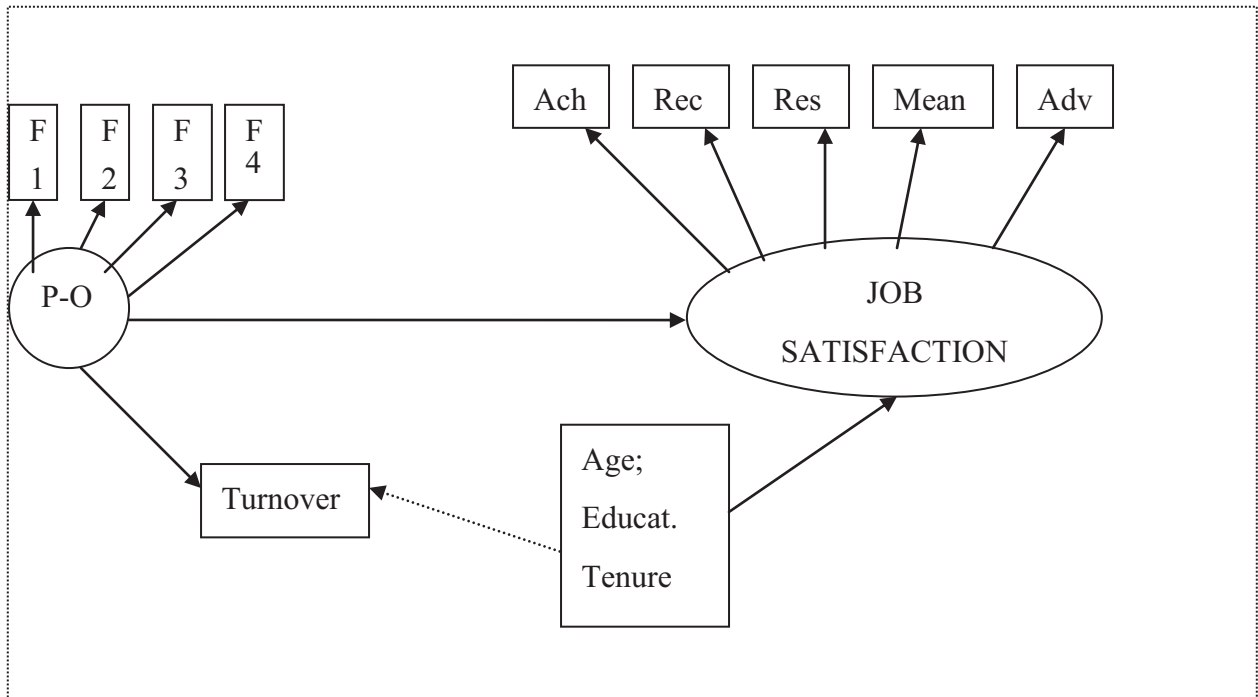 Ach
Rec
Res
Mean
Adv
F
1
F
2
F
3
F
4
P-O
JOB
SATISFACTION
Age;
Educat.
Tenure
Turnover